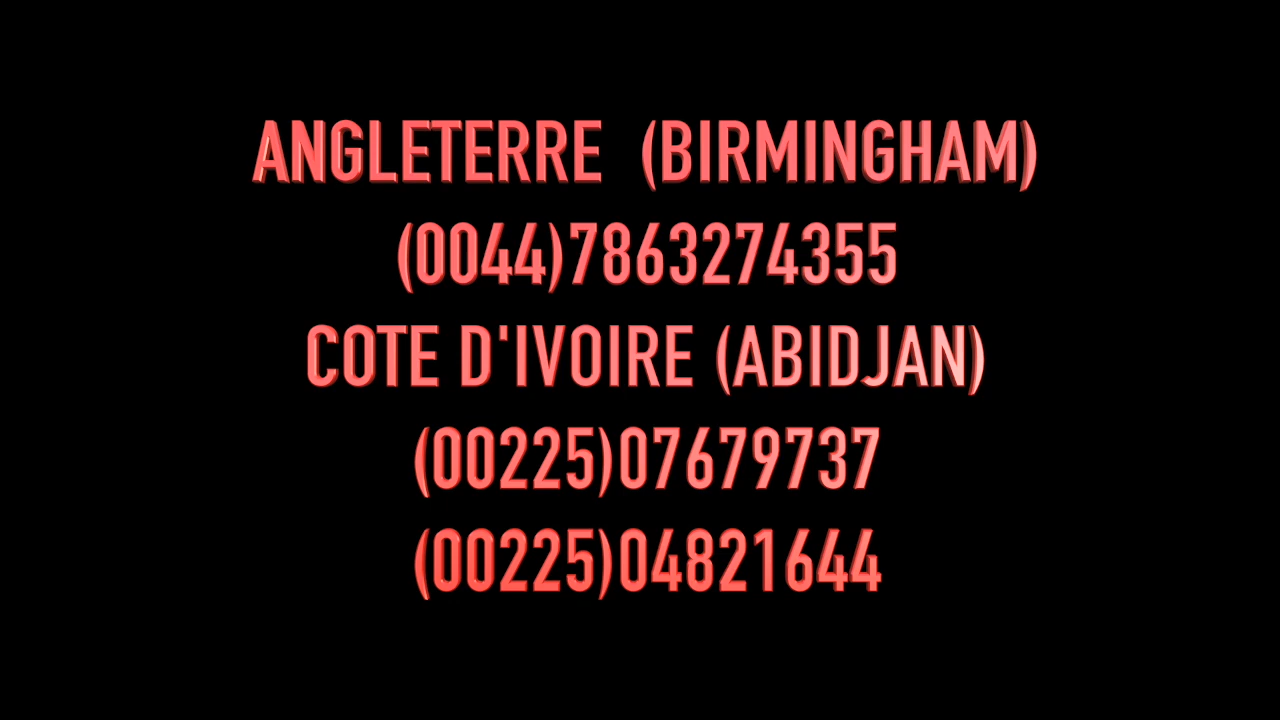 ANGLETERRE (BIRMINGHAM)
(0044)7863274355
COTE D'IVOIRE (ABIDJAN)
(00225)07679737
(00225)04821644